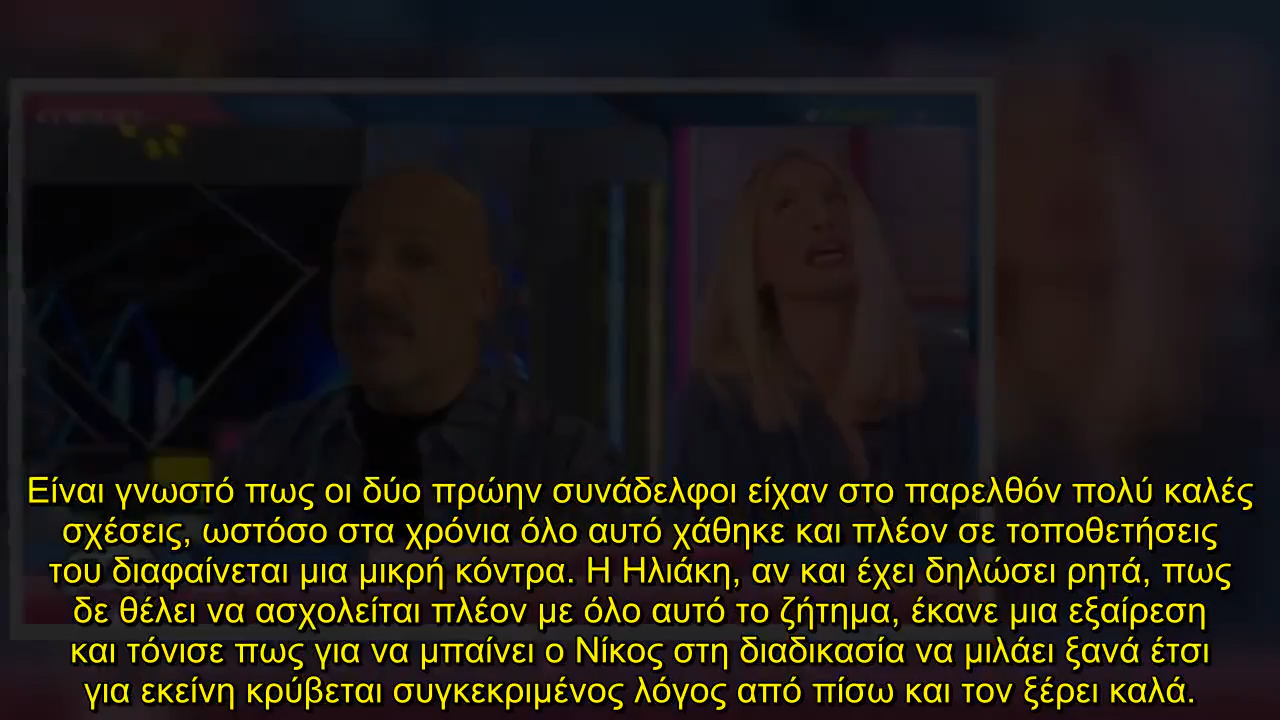 Είναι γνωστό πως οι δύο πρώην συνάδελφοι είχαν στο παρελθόν πολύ καλές
σχέσεις, ωστόσο στα χρόνια όλο αυτό χάθηκε και πλέον σε τοποθετήσεις
του διαφαίνεται μια μικρή κόντρα. Η Ηλιάκη, αν και έχει δηλώσει ρητά, πως
δε θέλει να ασχολείται πλέον με όλο αυτό το ζήτημα, έκανε μια εξαίρεση
και τόνισε πως για να μπαίνει ο Νίκος στη διαδικασία να μιλάει ξανά έτσι
για εκείνη κρύβεται συγκεκριμένος λόγος από πίσω και τον ξέρει καλά.